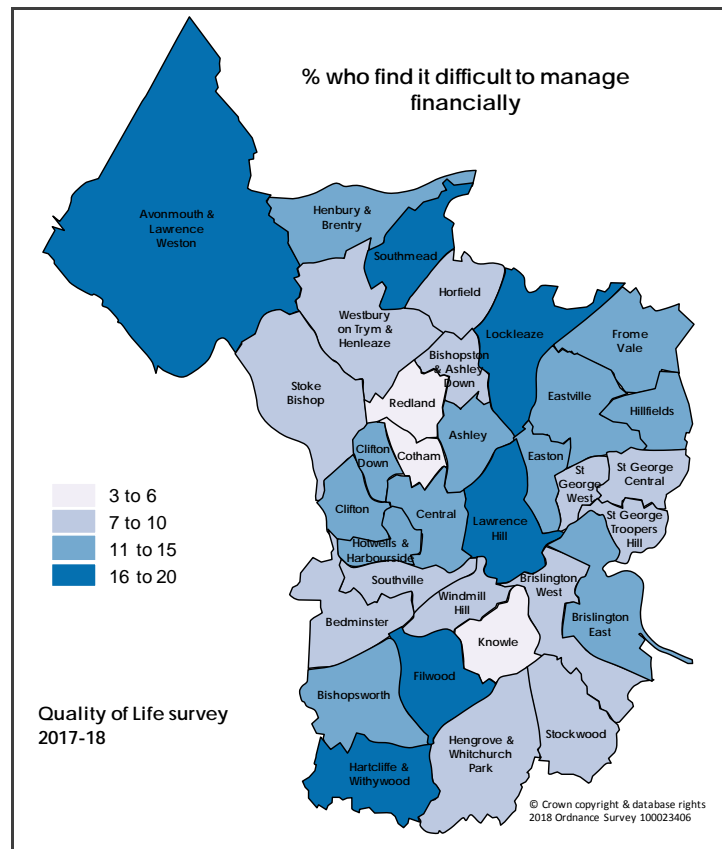 % who find it difficult to manage
financially
Avonmouth &
Lawrence
Weston
Henbury &
Brentry
Southmead
Horfield
Westbury
on Trym &
Henleaze
Lockleaze
Frome
Vale
Bishopston
& Ashley
Down
Stoke
Bishop
Redland
Eastville
Hillfields
Ashley
Clifton
Down
Cotham
Easton
St
George
West
St George
Central
3 to 6
7 to 10
11 to 15
16 to 20
Clifton
Central
Lawrence
Hill
St George
Troopers
Hill
Hotwells &
Harbourside
Southville
Windmill
Hill
Brislington
West
Brislington
East
Bedminster
Knowle
Filwood
Bishopsworth
Quality of Life survey
2017-18
Hengrove &
Whitchurch
Park
Stockwood
Hartcliffe &
Withywood
© Crown copyright & database rights
2018 Ordnance Survey 100023406